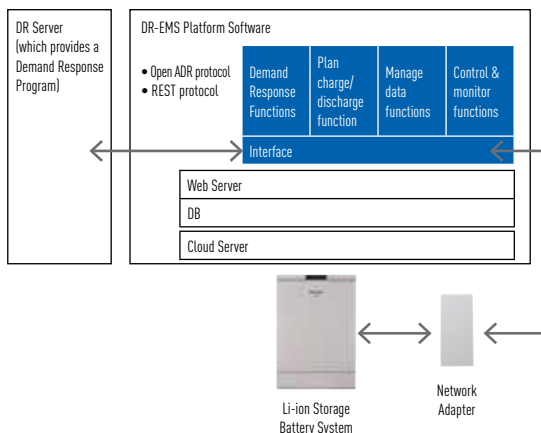 DR Server
(which provides a
Demand Response
Program)
DR-EMS Platform Software
• Open ADR protocol
• REST protocol
Demand
Response
Functions
Plan
charge/
discharge
function
Manage
data
functions
Control &
monitor
functions
Interface
Web Server
DB
Cloud Server
Li-ion Storage
Battery System
Network
Adapter